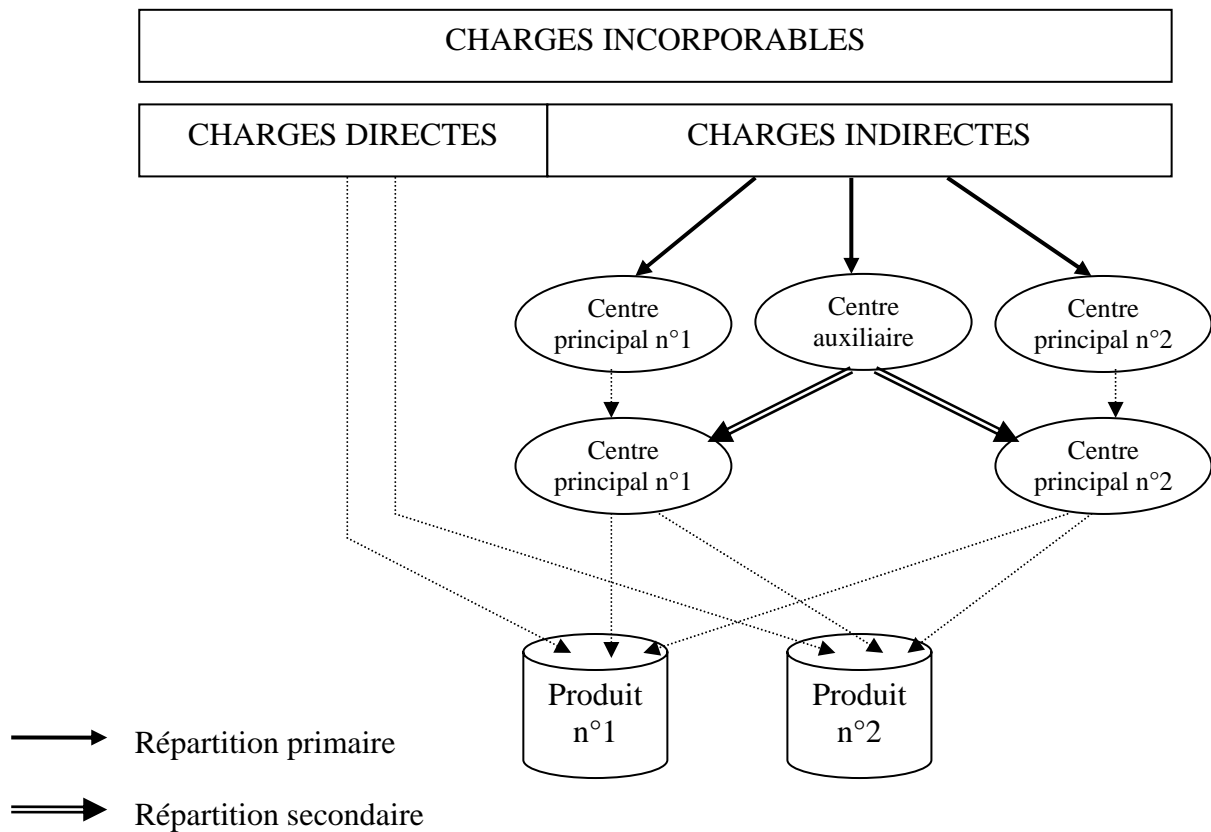 CHARGES INCORPORABLES
CHARGES DIRECTES
CHARGES INDIRECTES
Centre
principal n°1
Centre
auxiliaire
Centre
principal n°2
Centre
principal n°1
Centre
principal n°2
Produit
n°1
Produit
n°2
Répartition primaire
Répartition secondaire